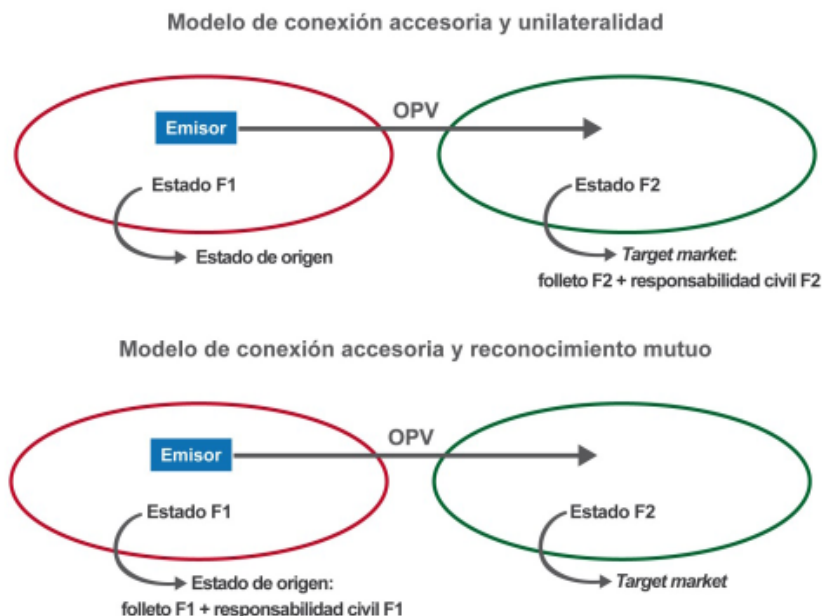 Modelo de conexión accesoria y unilateralidad
OPV
Emisor
Estado F1
Estado F2
Estado de origen
Target market:
folleto F2 + responsabilidad civil F2
Modelo de conexión accesoria y reconocimiento mutuo
OPV
Emisor
Estado F1
Estado F2
Estado de origen:
folleto F1 + responsabilidad civil F1
Target market